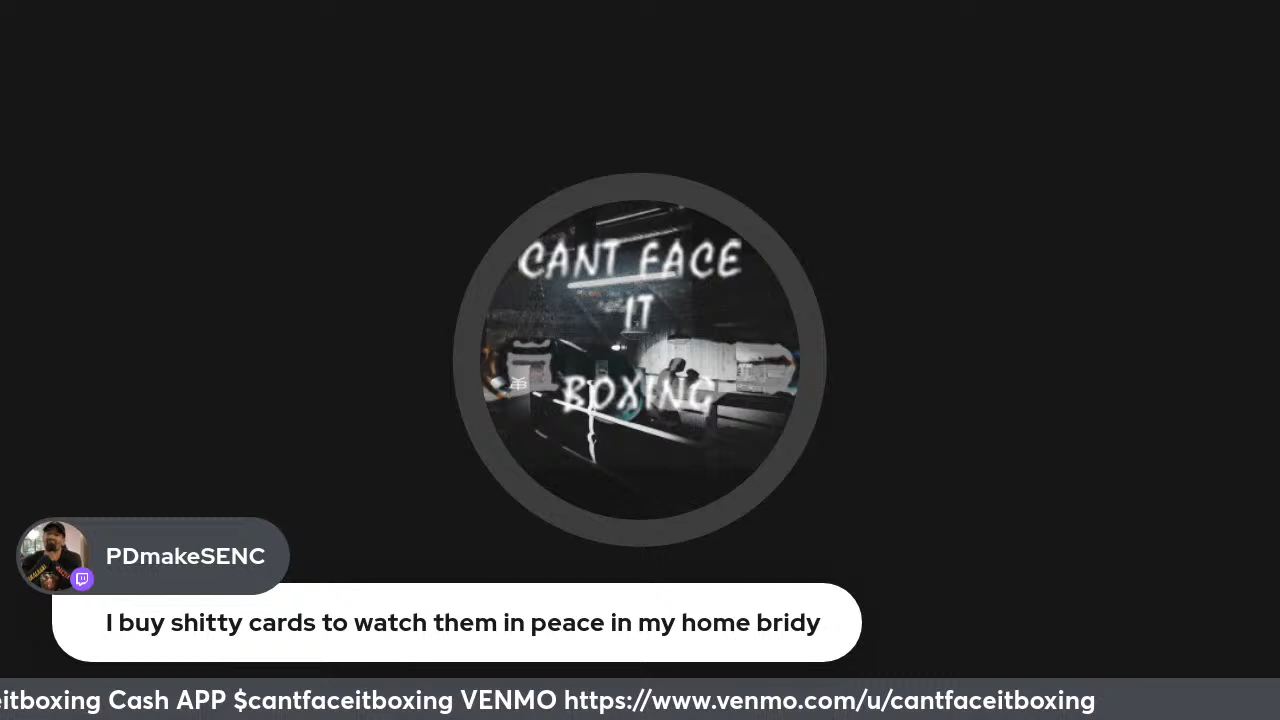 CANT FACE
IT
BOXING
PDmakeSENC
I buy shitty cards to watch them in peace in my home bridy
eitboxing Cash APP $cantfaceitboxing VENMO https://www.venmo.com/u/cantfaceitboxing